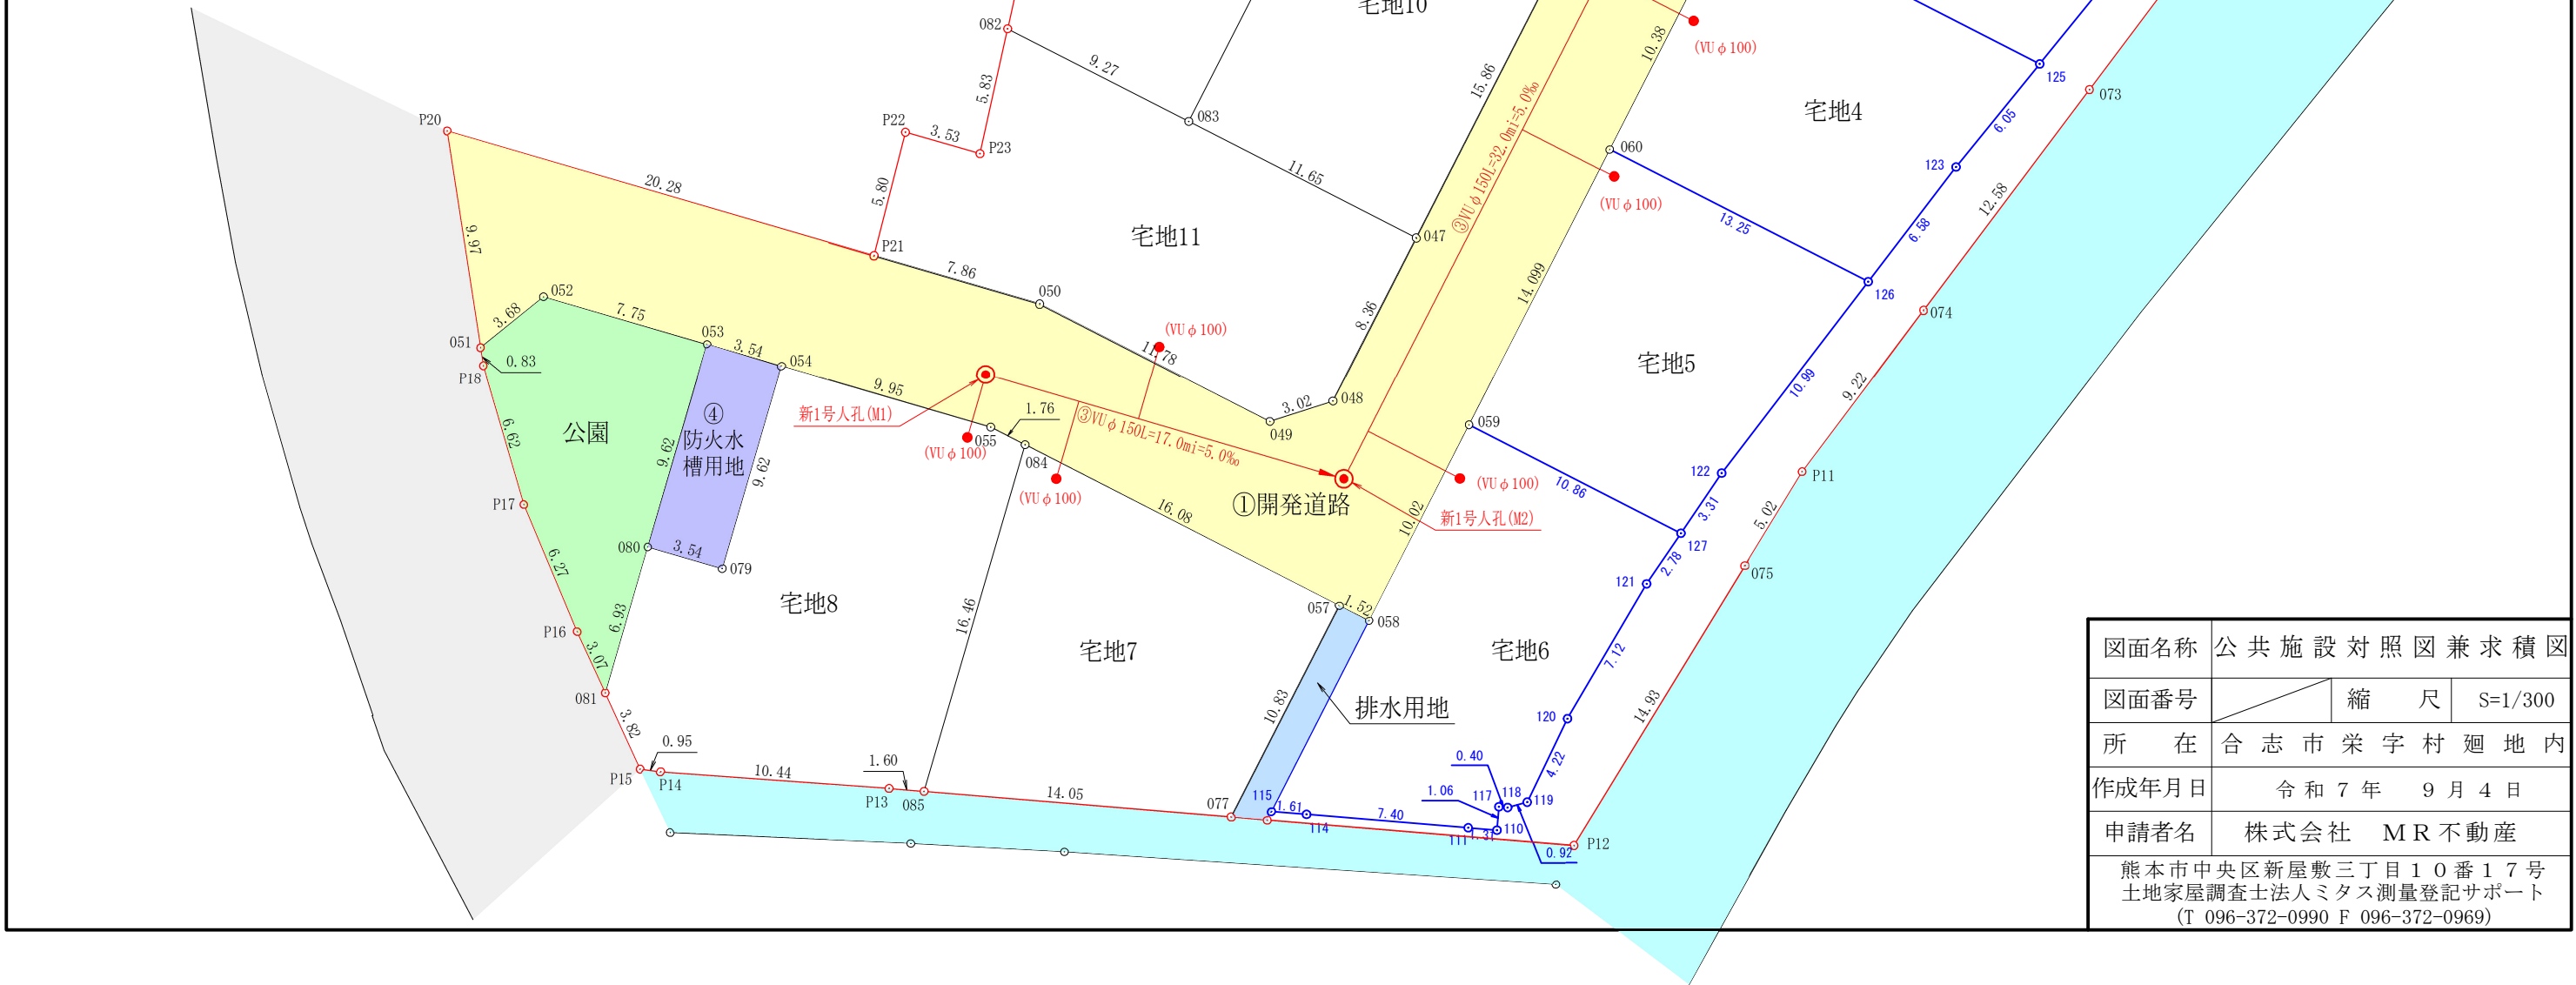 082
9.27
5.83
P20
P22
3.53
P23
083
20.28
5.80
11.65
P21
7.86
宅地11
050
047
宅地10
15.86
10.38
(VUφ100)
③VUφ150L=32.0mi=5.0‰
060
(VUφ100)
宅地4
125
073
6.05
123
12.58
13.25
6.58
126
14.099
074
9.97
052
3.68
7.75
051
0.83
P18
053
3.54
054
(VUφ100)
11.78
8.36
宅地5
10.99
9.22
公園
④
防火水
槽用地
9.95
新1号人孔(M1)
1.76
③VUφ150L=17.0mi=5.0‰
3.02
048
049
059
055
(VUφ100)
084
(VUφ100)
(VUφ100)
122
P11
6.62
9.62
9.62
P17
16.08
①開発道路
10.02
新1号人孔(M2)
10.86
3.31
5.02
127
6.27
080
3.54
079
121
2.78
075
宅地8
16.46
宅地7
057
1.52
058
宅地6
P16
6.93
3.07
081
7.12
14.93
10.83
排水用地
120
3.82
0.95
P15
P14
10.44
1.60
P13
085
14.05
077
115
1.61
114
7.40
0.40
1.06
117
118
4.22
119
111
1.31
110
0.92
P12
図面名称 公共施設対照図兼求積図
図面番号 縮 尺 S=1/300
所 在 合志市栄字村廻地内
作成年月日 令和7年 9月4日
申請者名 株式会社 MR不動産
熊本市中央区新屋敷三丁目10番17号
土地家屋調査士法人ミタス測量登記サポート
(T 096-372-0990 F 096-372-0969)